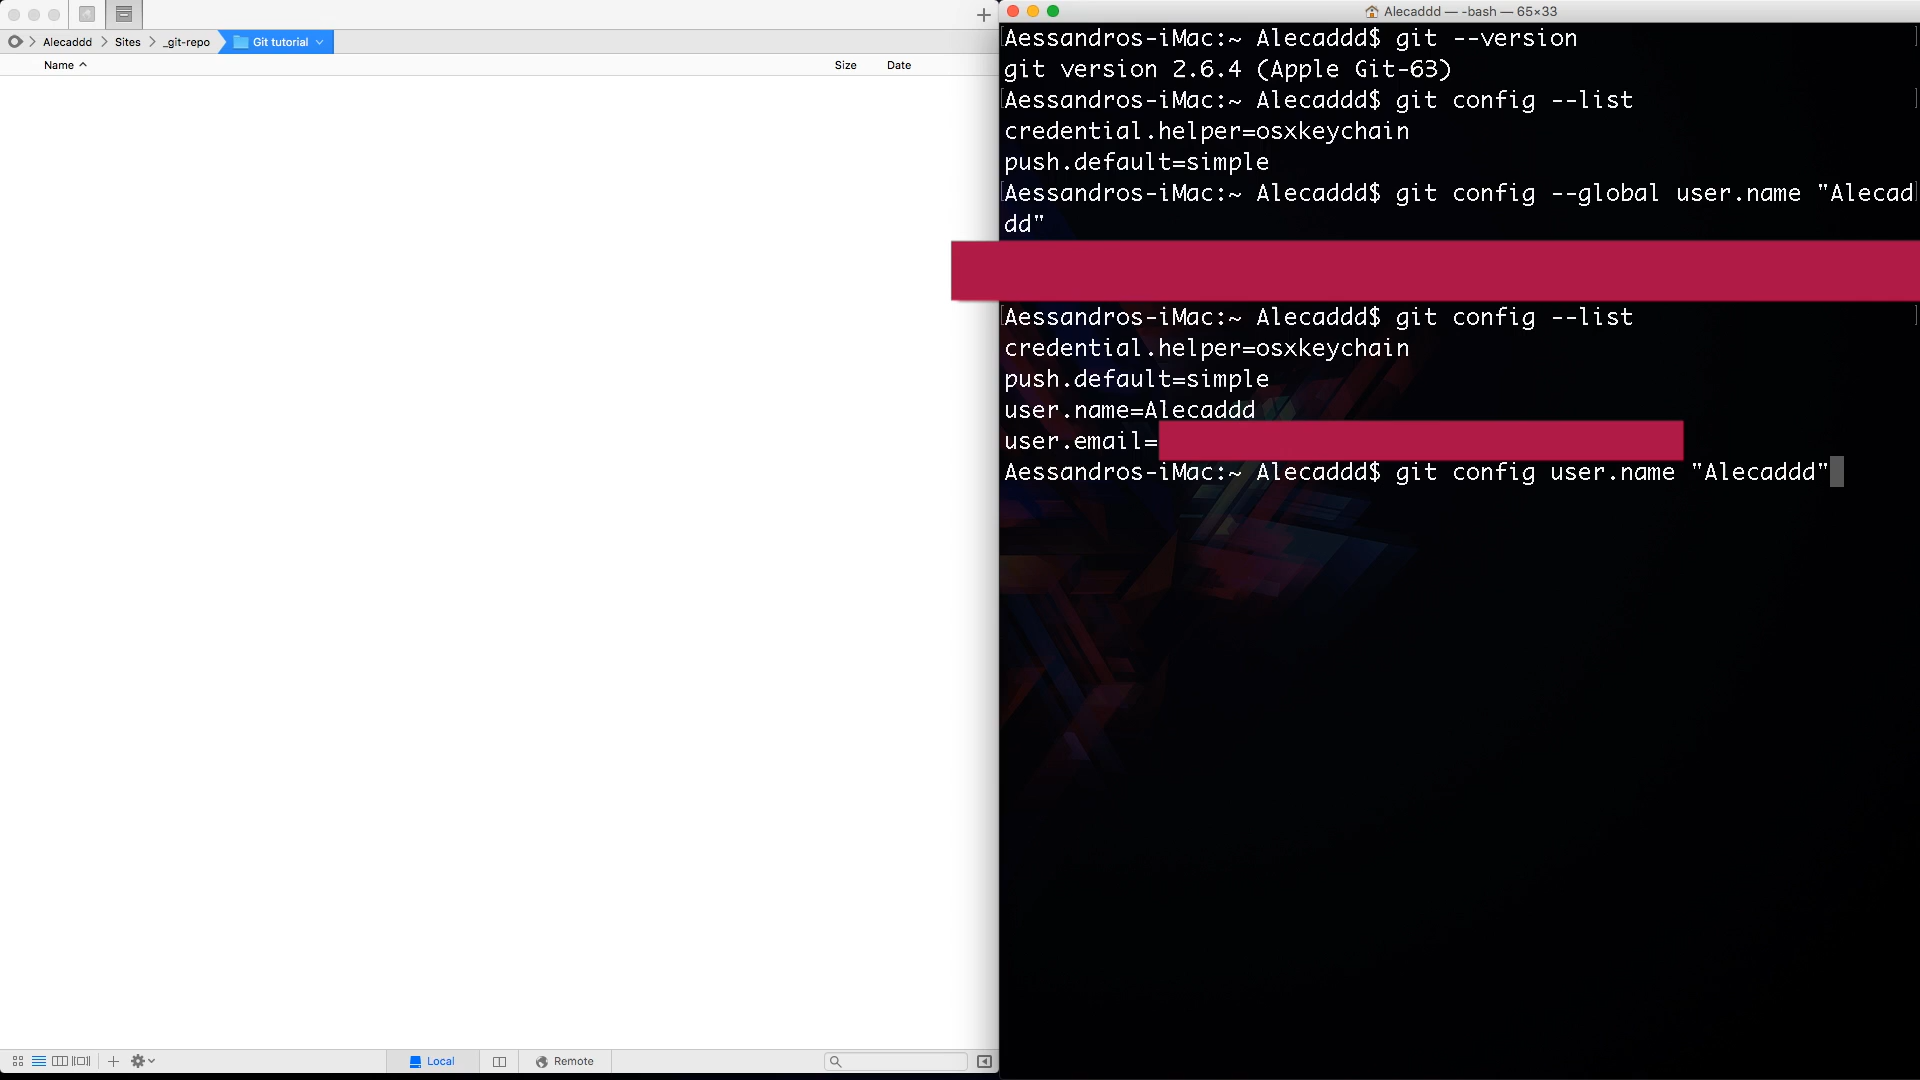 Alecaddd Sites _git-repo Git tutorial
Name Size Date
Local Remote
Alecaddd — -bash — 65×33
Aessandros-iMac:~ Alecaddd$ git --version
git version 2.6.4 (Apple Git-63)
Aessandros-iMac:~ Alecaddd$ git config --list
credential.helper=osxkeychain
push.default=simple
Aessandros-iMac:~ Alecaddd$ git config --global user.name "Alecad
dd"
Aessandros-iMac:~ Alecaddd$ git config --list
credential.helper=osxkeychain
push.default=simple
user.name=Alecaddd
user.email=
Aessandros-iMac:~ Alecaddd$ git config user.name "Alecaddd"